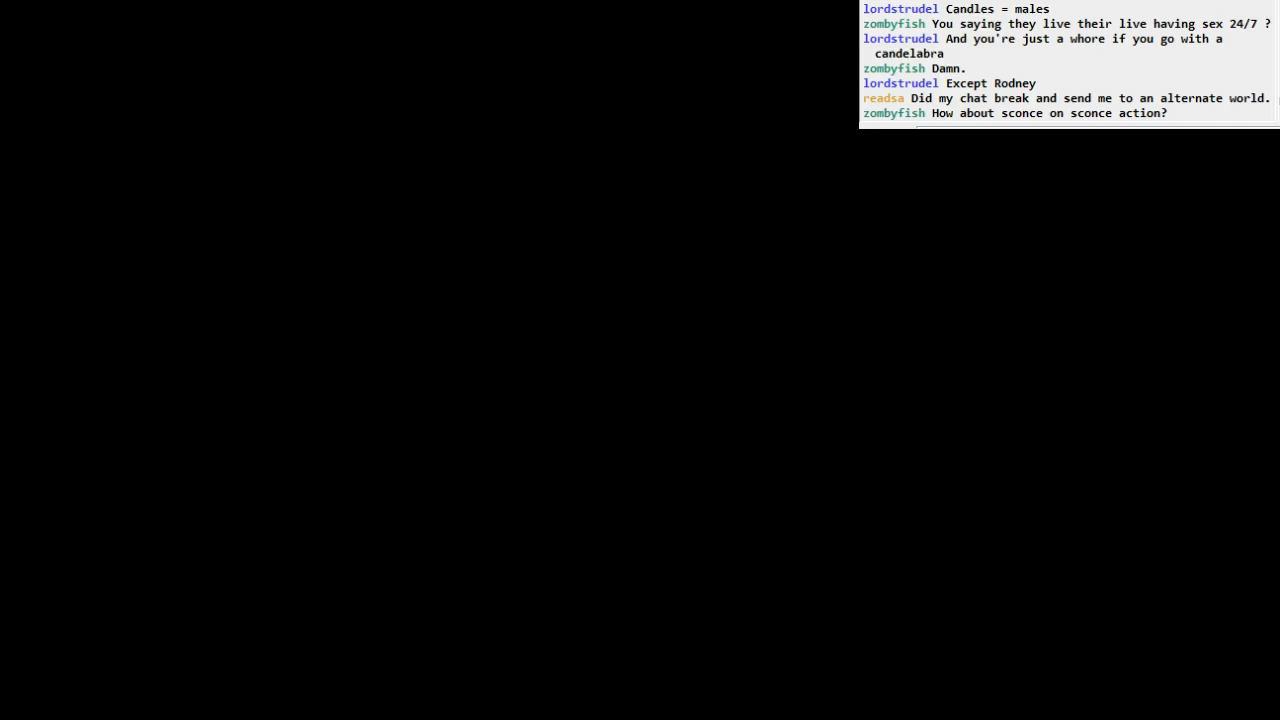 lordstrudel Candles = males
zombyfish You saying they live their live having sex 24/7 ?
lordstrudel And you're just a whore if you go with a
candelabra
zombyfish Damn.
lordstrudel Except Rodney
readsa Did my chat break and send me to an alternate world.
zombyfish How about sconce on sconce action?